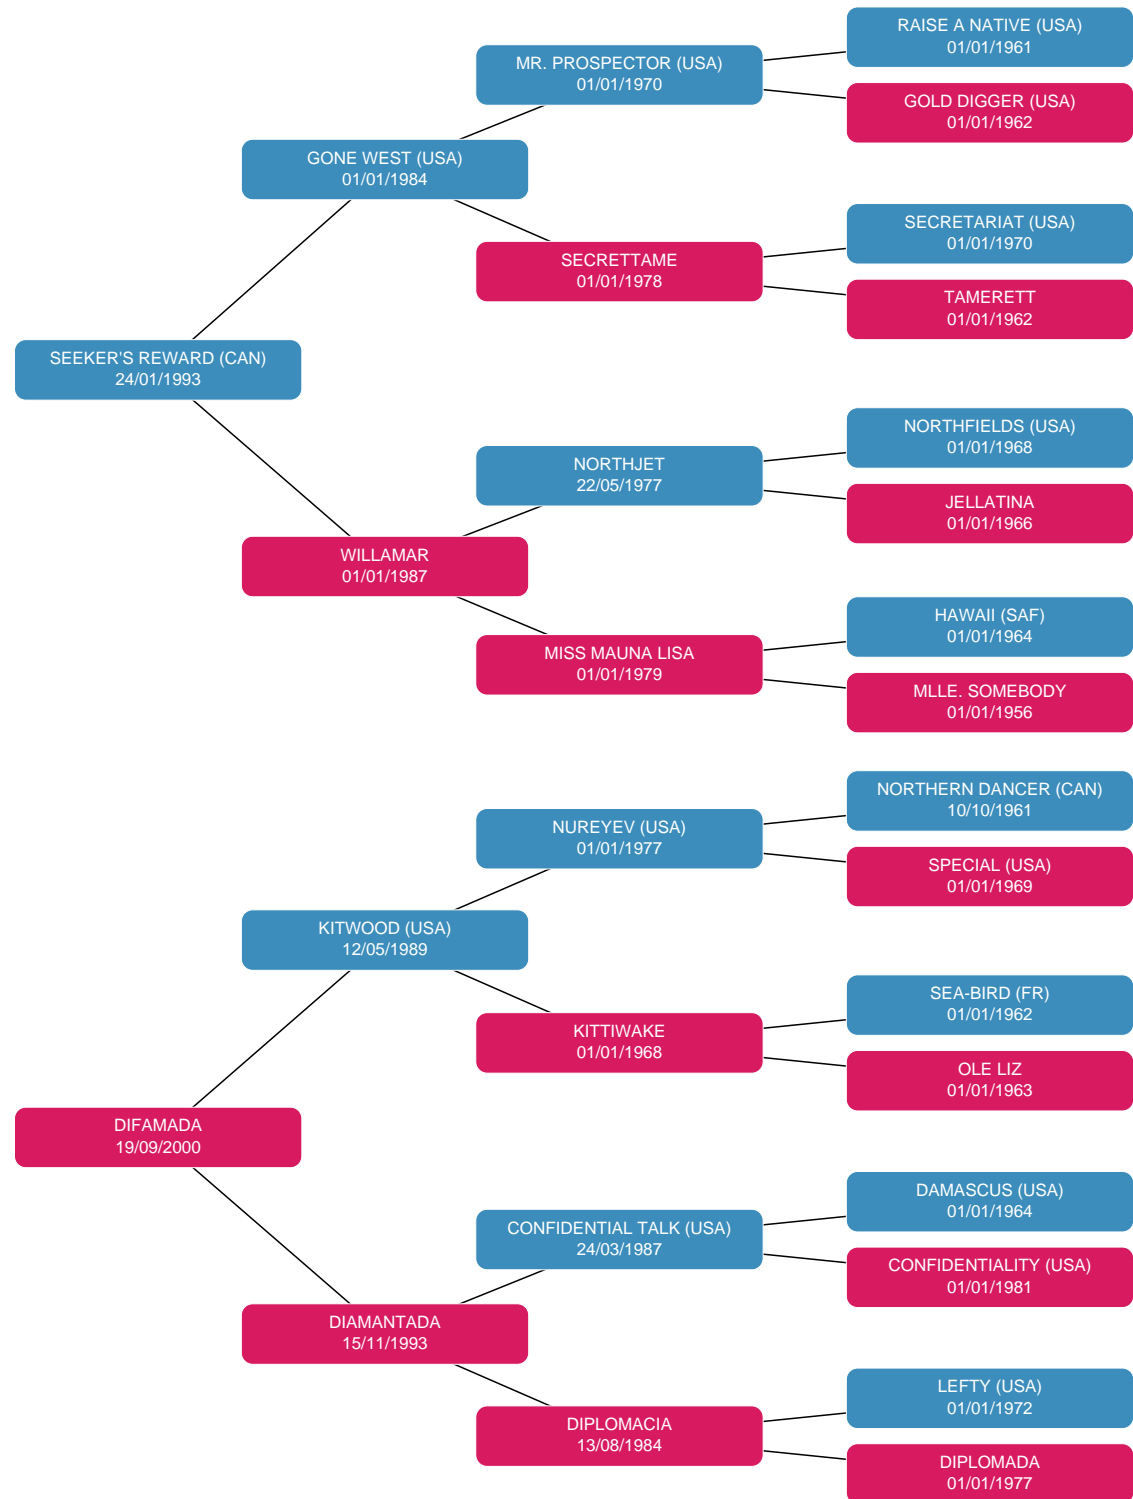 RAISE A NATIVE (USA)
01/01/1961
MR. PROSPECTOR (USA)
01/01/1970
GOLD DIGGER (USA)
01/01/1962
GONE WEST (USA)
01/01/1984
SECRETARIAT (USA)
01/01/1970
SECRETTAME
01/01/1978
TAMERETT
01/01/1962
SEEKER'S REWARD (CAN)
24/01/1993
NORTHFIELDS (USA)
01/01/1968
NORTHJET
22/05/1977
JELLATINA
01/01/1966
WILLAMAR
01/01/1987
HAWAII (SAF)
01/01/1964
MISS MAUNA LISA
01/01/1979
MLLE. SOMEBODY
01/01/1956
NORTHERN DANCER (CAN)
10/10/1961
NUREYEV (USA)
01/01/1977
SPECIAL (USA)
01/01/1969
KITWOOD (USA)
12/05/1989
SEA-BIRD (FR)
01/01/1962
KITTIWAKE
01/01/1968
OLE LIZ
01/01/1963
DIFAMADA
19/09/2000
DAMASCUS (USA)
01/01/1964
CONFIDENTIAL TALK (USA)
24/03/1987
CONFIDENTIALITY (USA)
01/01/1981
DIAMANTADA
15/11/1993
LEFTY (USA)
01/01/1972
DIPLOMACIA
13/08/1984
DIPLOMADA
01/01/1977